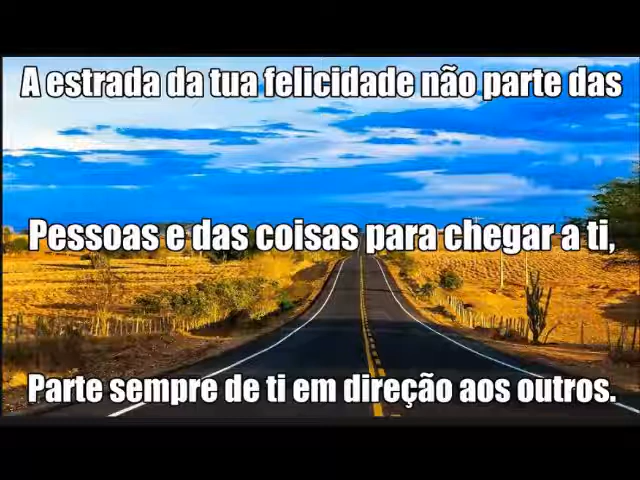 A estrada da tua felicidade não parte das
Pessoas e das coisas para chegar a ti,
Parte sempre de ti em direção aos outros.